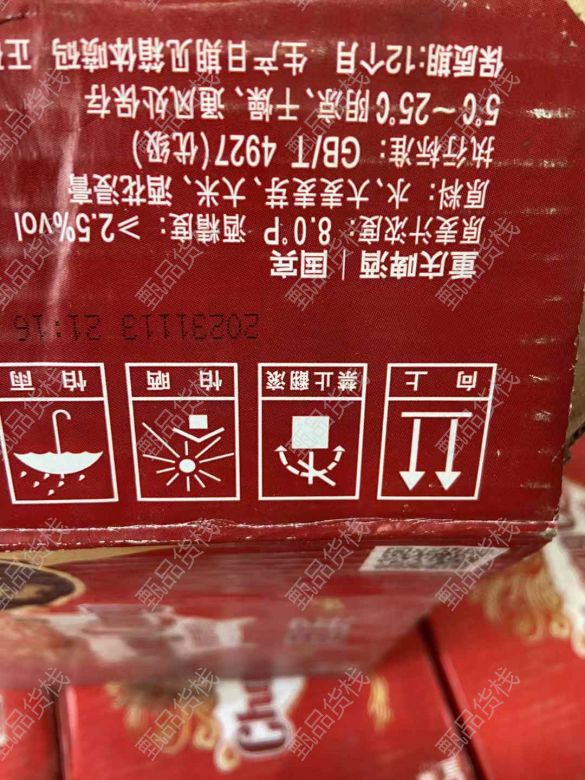 Chu
向上
禁止翻滚
怕晒
怕雨
20231113 21:16
重庆啤酒 | 国宾
原麦汁浓度: 8.0°P 酒精度: ≥2.5%vol
原料: 水、大麦麦芽、大米、酒花浸膏
执行标准: GB/T 4927(优级)
5℃~25℃阴凉、干燥、通风处保存
保质期:12个月 生产日期见箱体喷码
甄品货栈